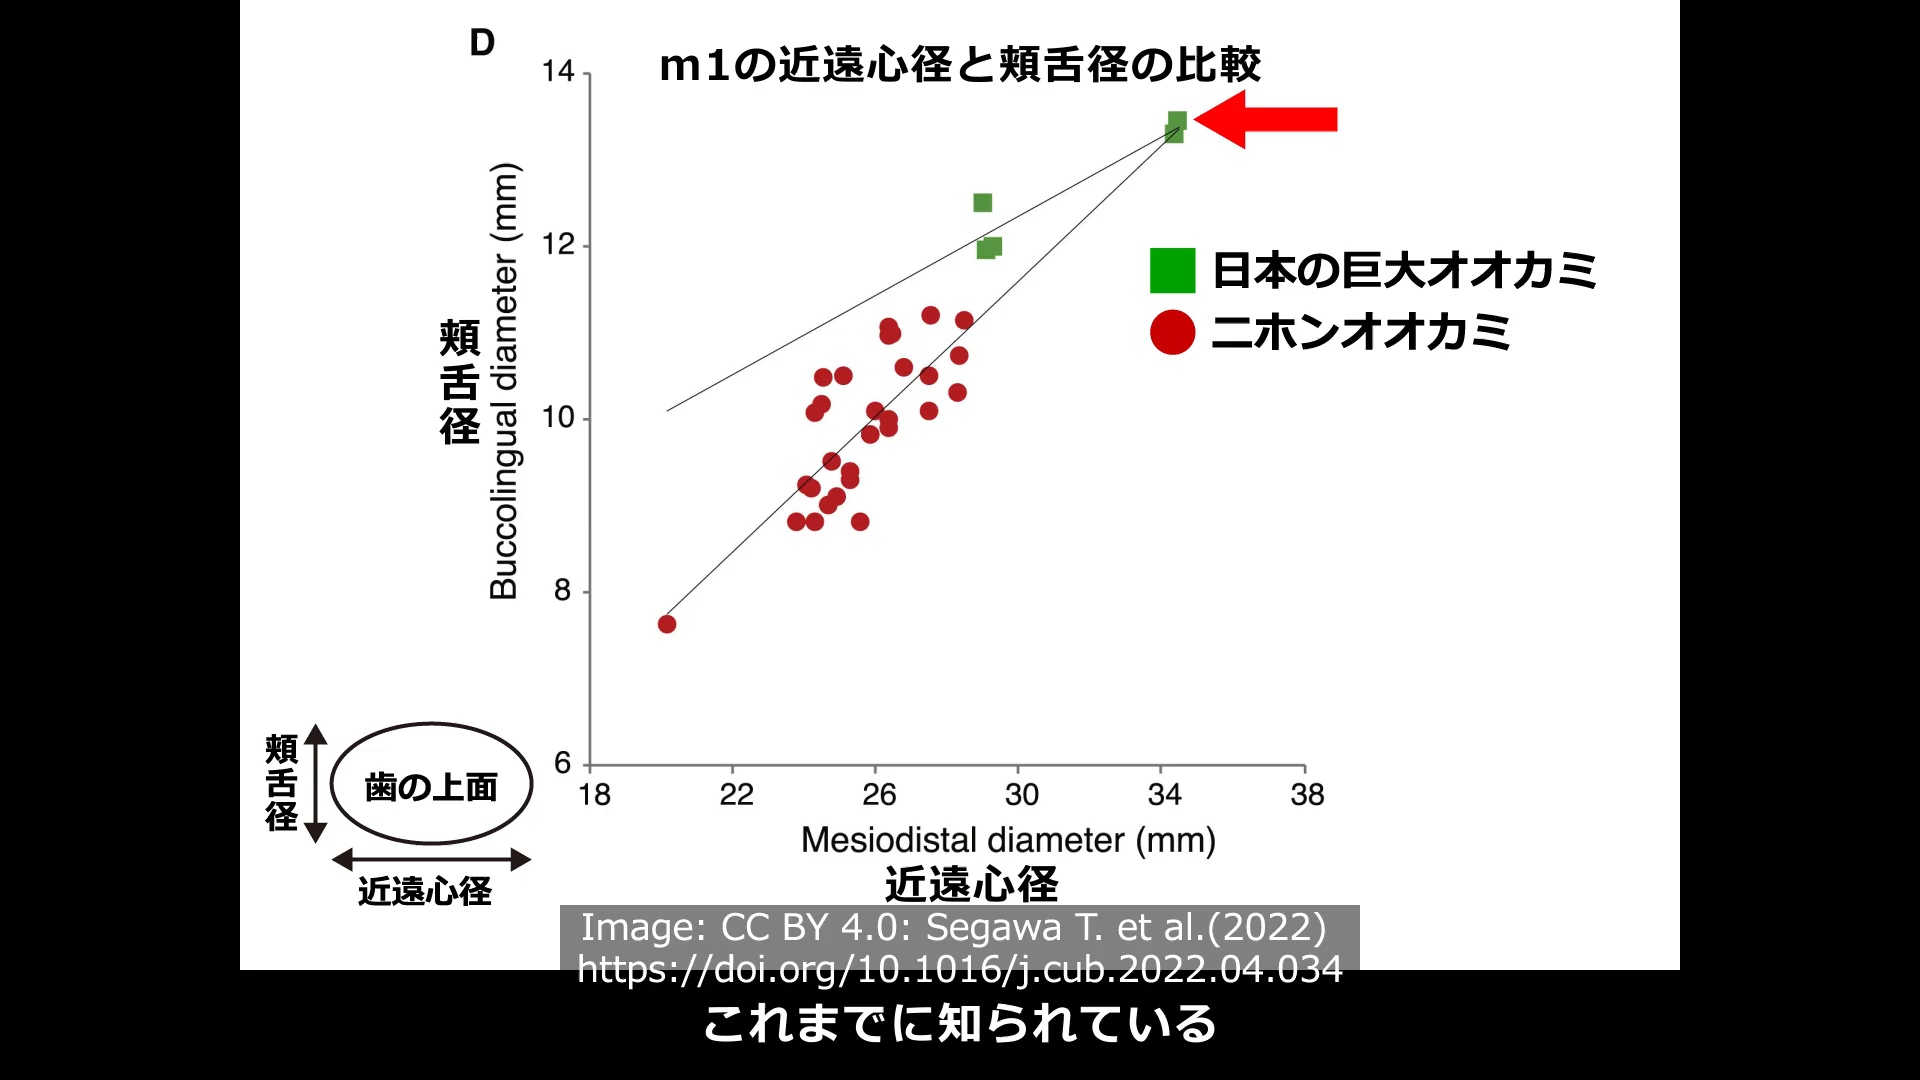 D
m1の近遠心径と頬舌径の比較
14
12
10
8
6
Buccolingual diameter (mm)
頬舌径
日本の巨大オオカミ
ニホンオオカミ
18 22 26 30 34 38
Mesiodistal diameter (mm)
近遠心径
頬舌径
歯の上面
近遠心径
Image: CC BY 4.0: Segawa T. et al.(2022)
https://doi.org/10.1016/j.cub.2022.04.034
これまでに知られている